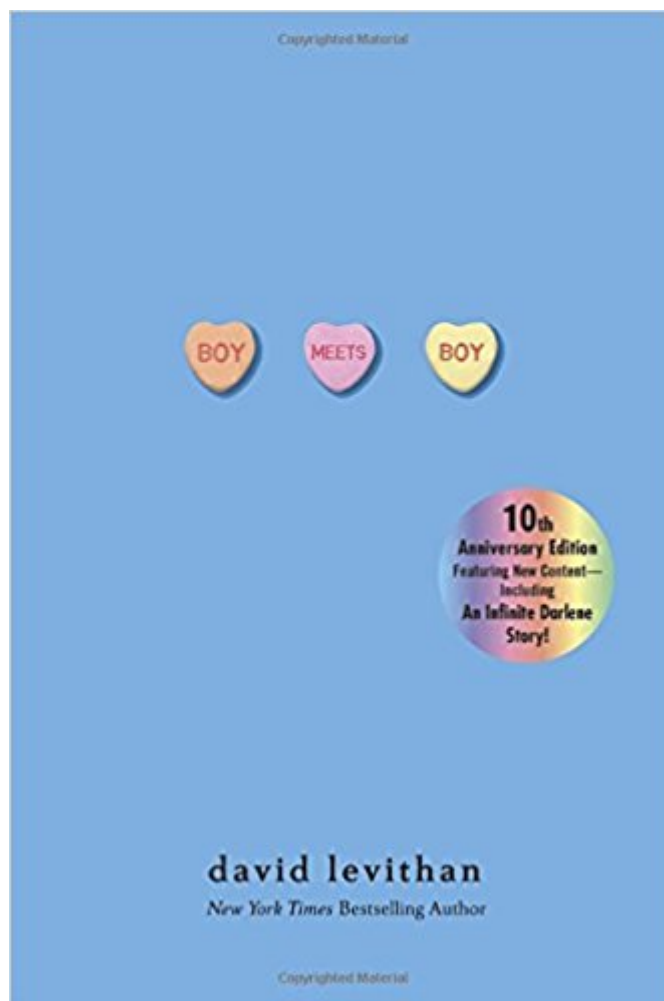 Copyrighted Material
BOY MEETS BOY
10th
Anniversary Edition
Featuring New Content—
Including
An Infinite Darlene
Story!
david levithan
New York Times Bestselling Author
Copyrighted Material